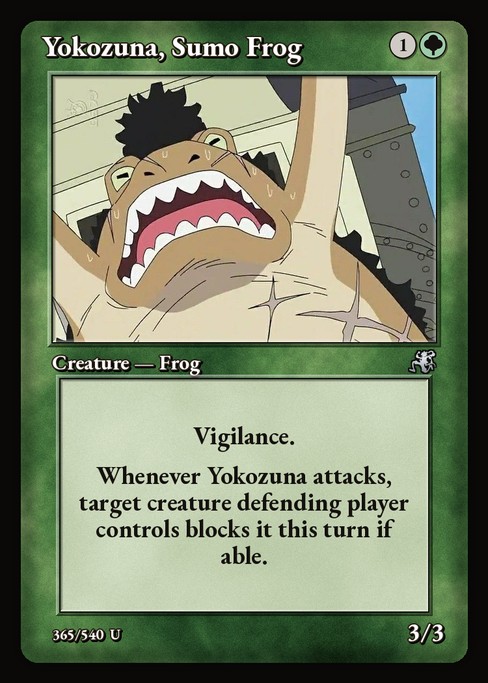 Yokozuna, Sumo Frog
1
Creature — Frog
Vigilance.
Whenever Yokozuna attacks,
target creature defending player
controls blocks it this turn if
able.
365/540 U
3/3